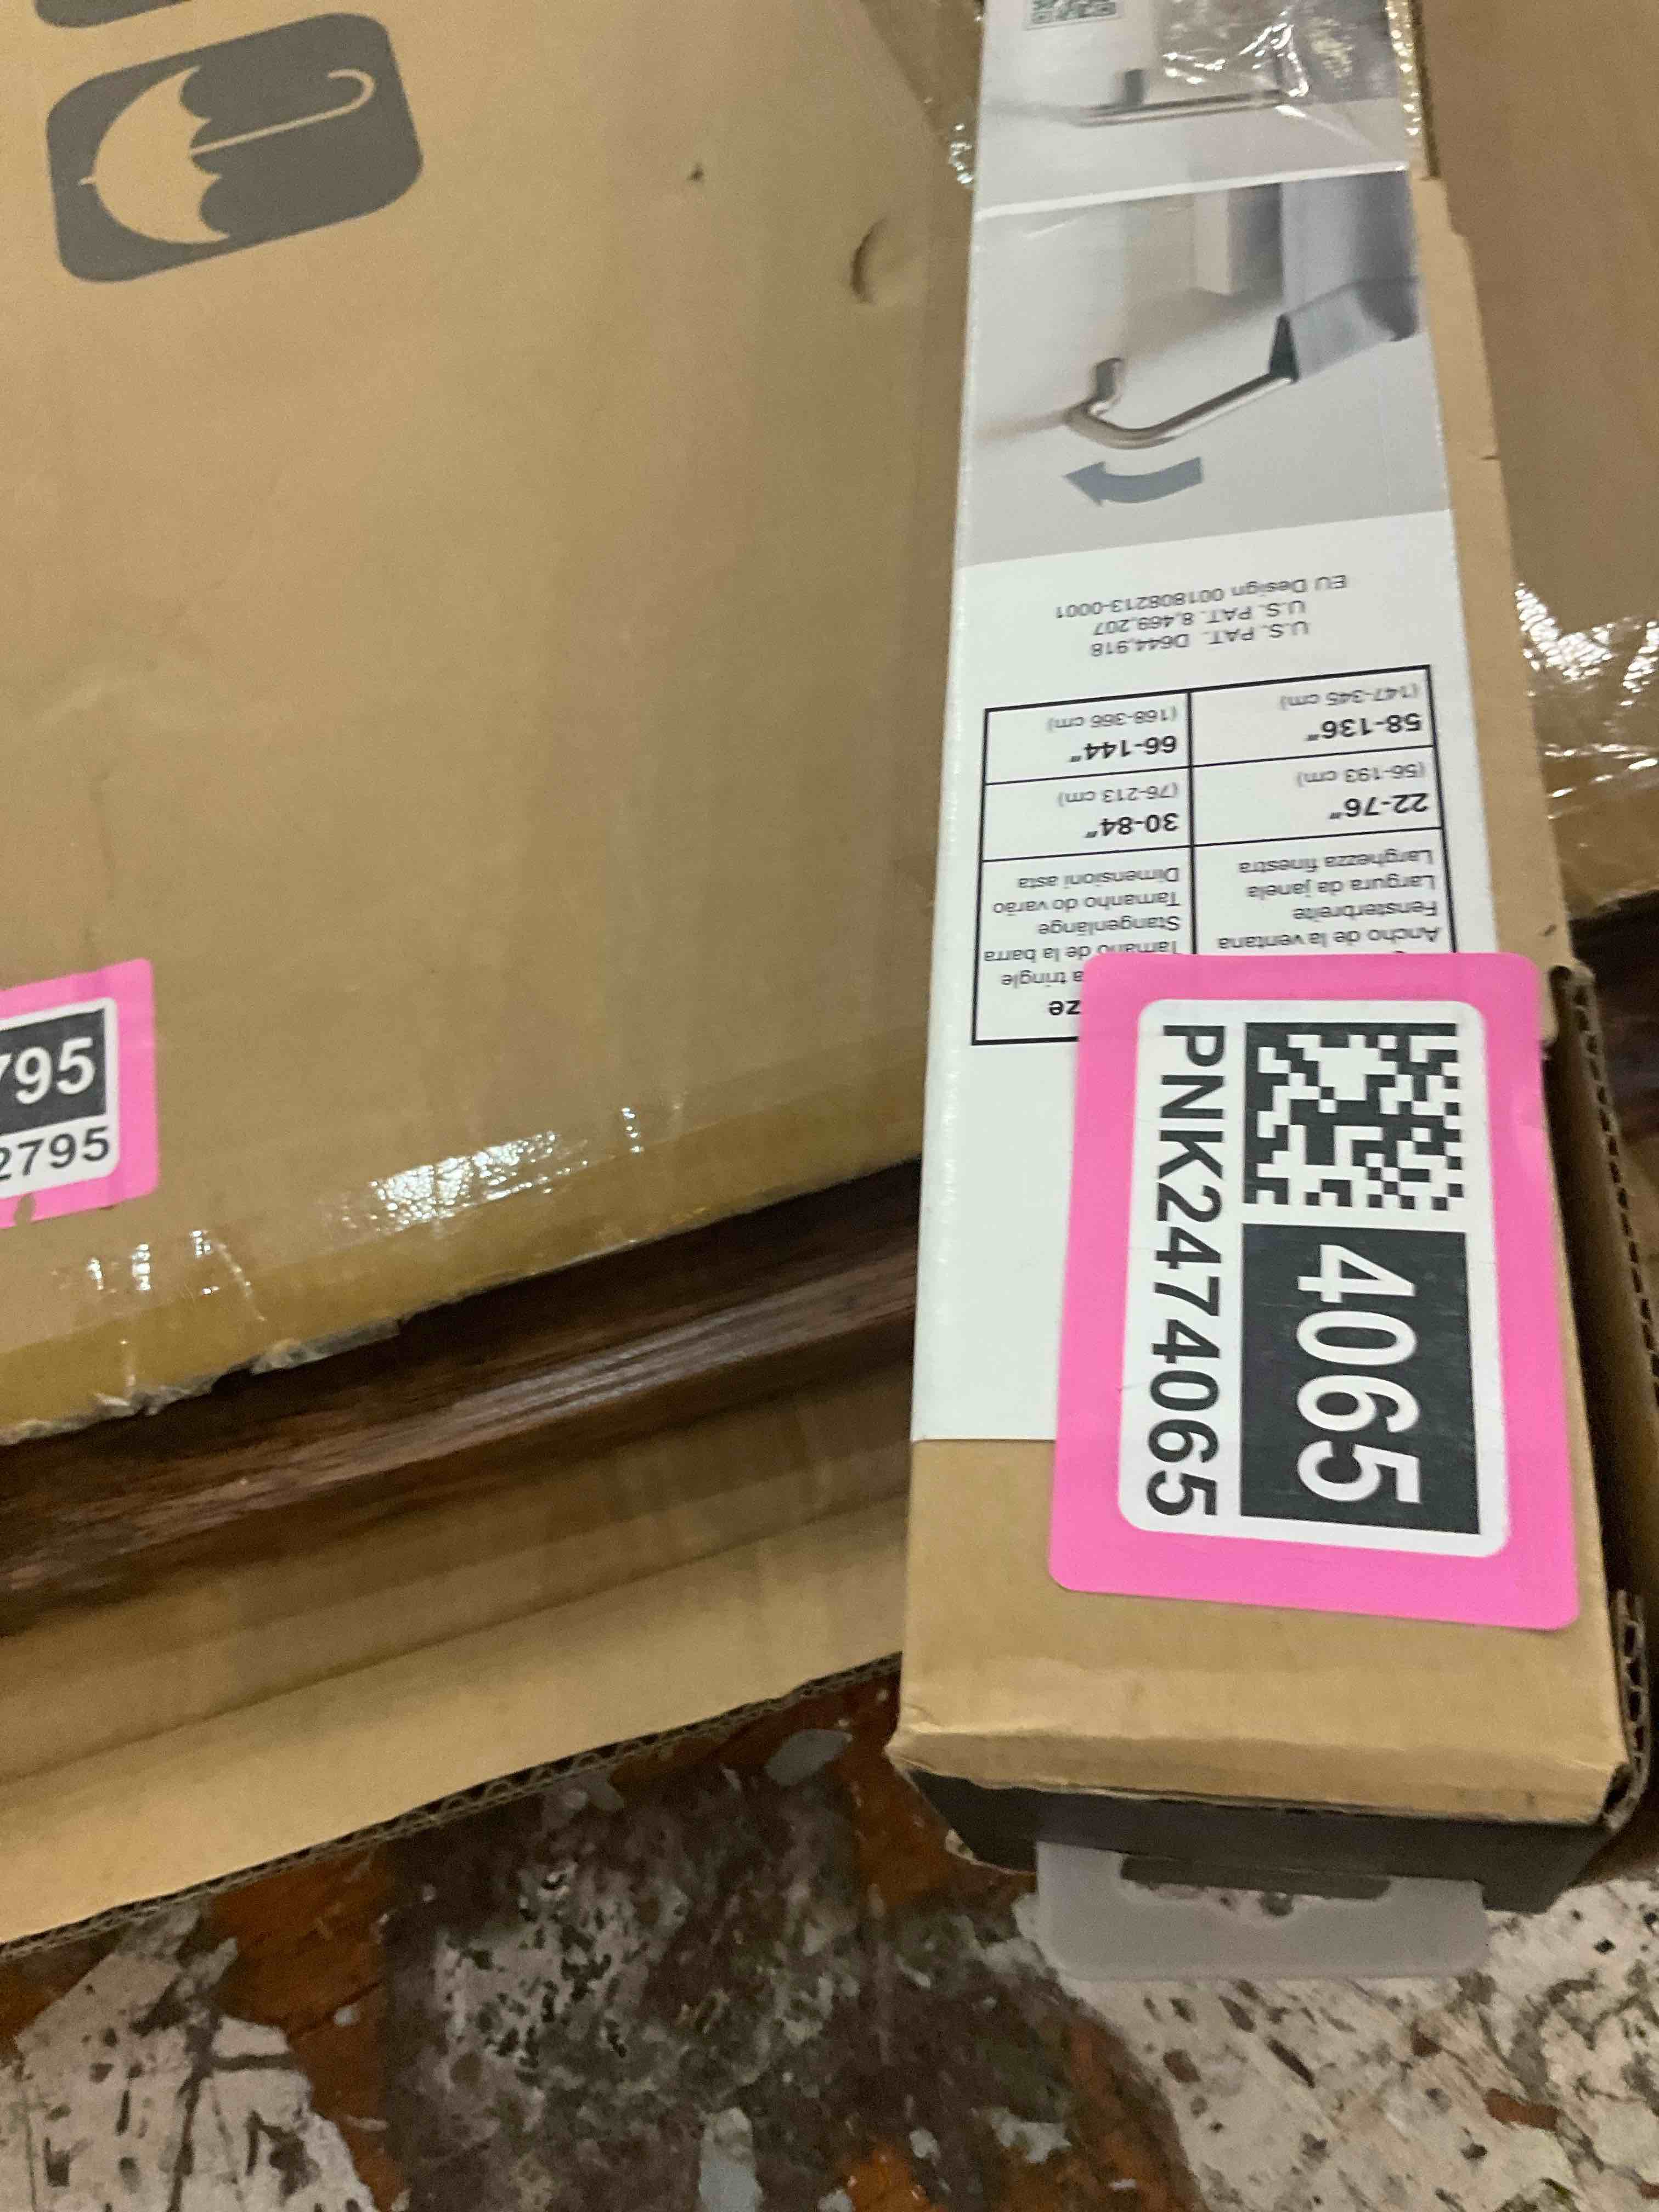 EU Design 001808213-0001
U.S. PAT. 8,469,207
U.S. PAT. D644,918
58-136"
(147-345 cm)
66-144"
(168-366 cm)
22-76"
(56-193 cm)
30-84"
(76-213 cm)
Larghezza finestra
Largura da janela
Fensterbreite
Ancho de la ventana
Dimensioni asta
Tamanho do varão
Stangenlänge
Tamaño de la barra
a tringle
ze
4065
PNK2474065
795
2795